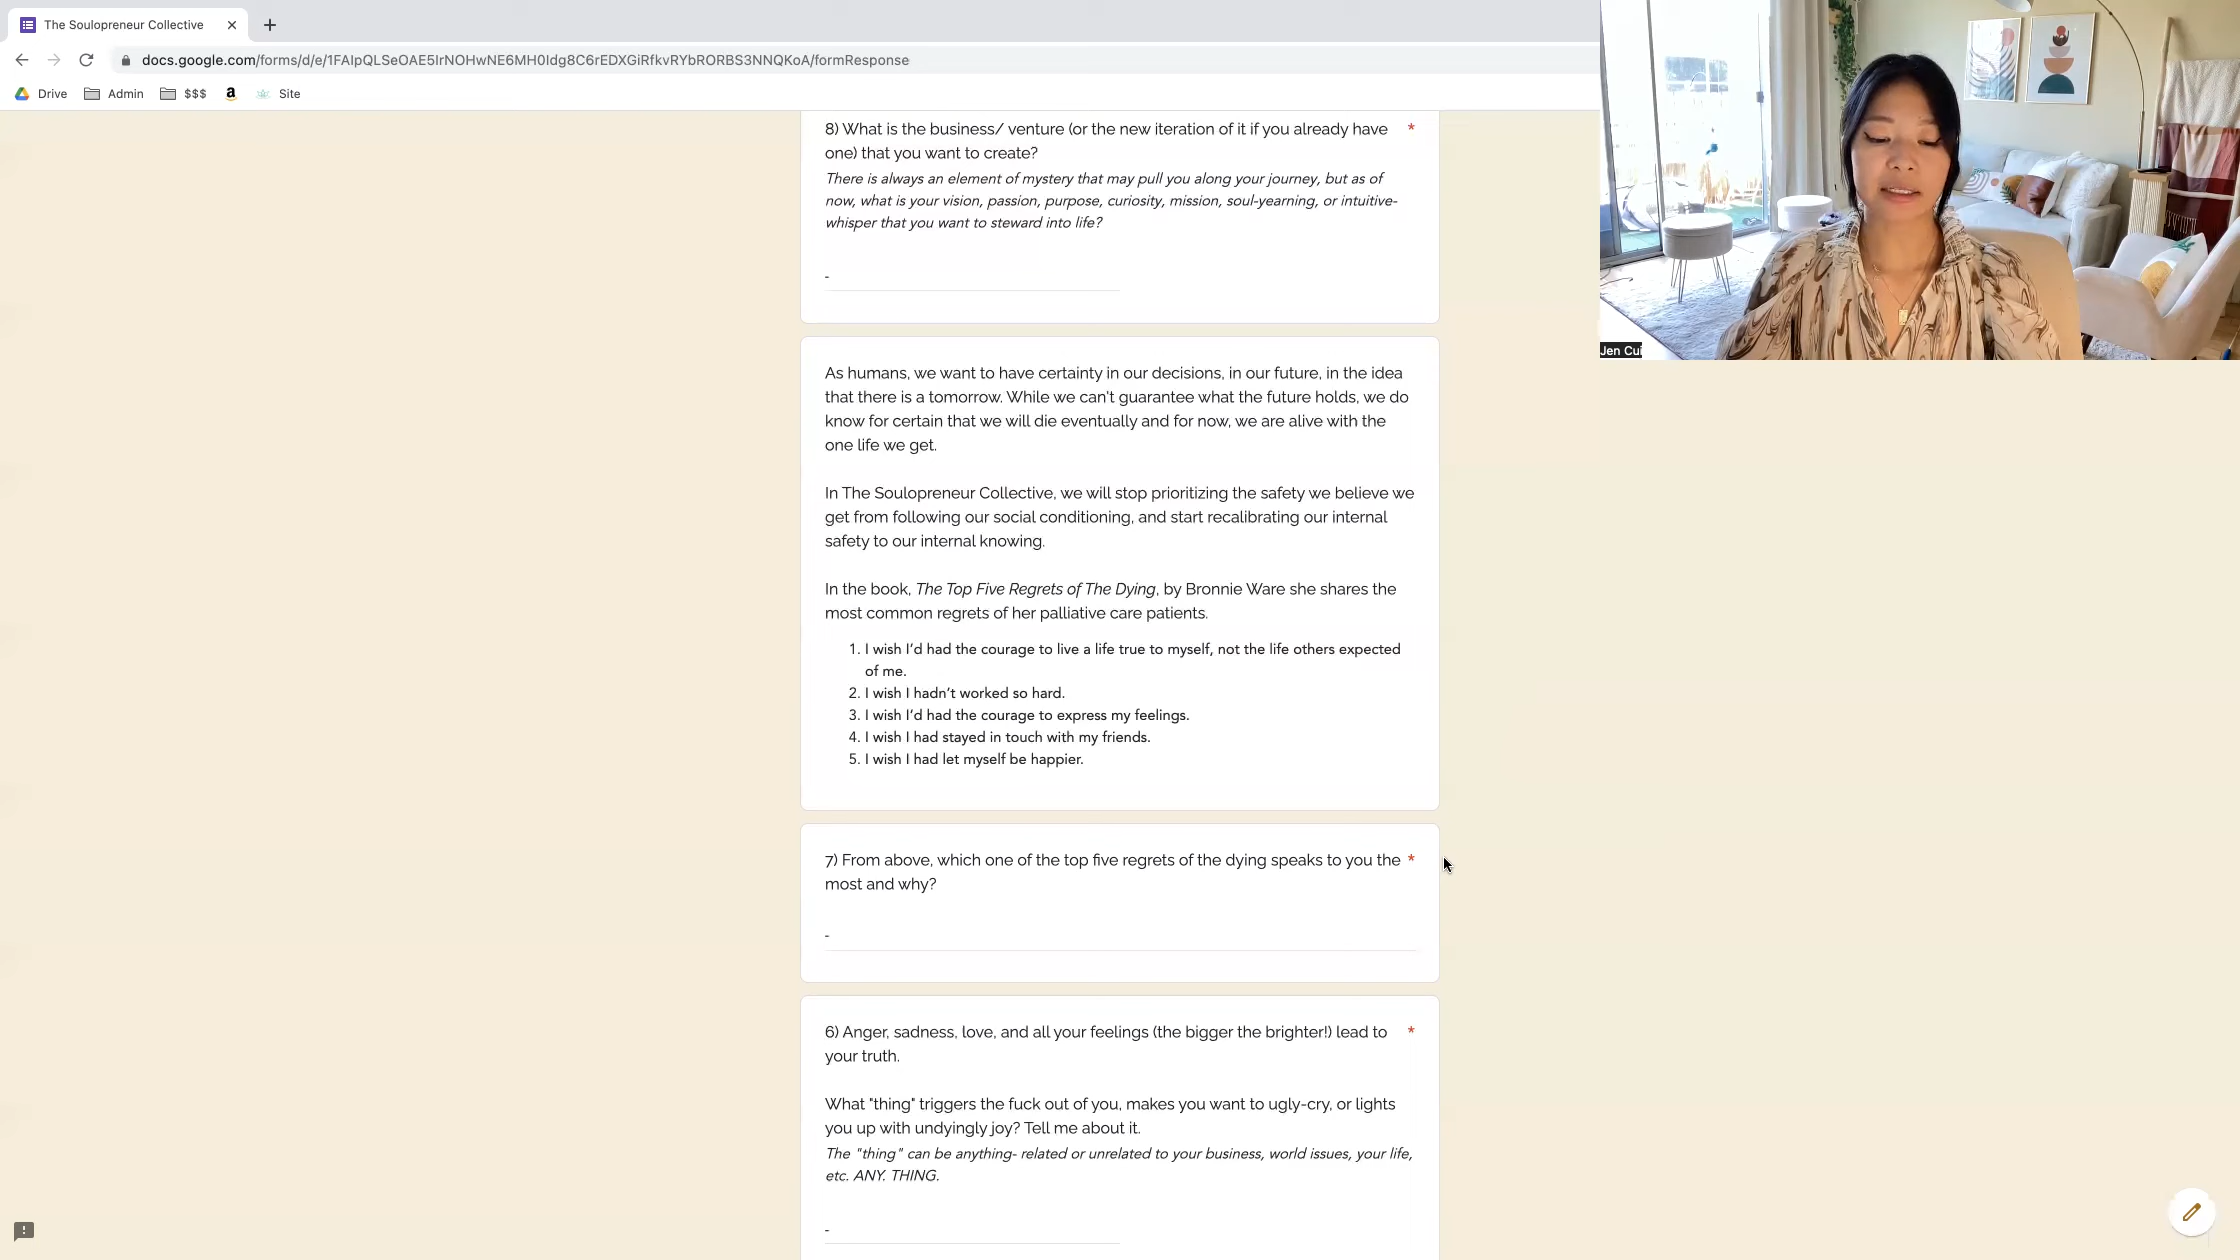 The Soulopreneur Collective
docs.google.com/forms/d/e/1FAIpQLSeOAE5IrNOHwNE6MH0Idg8C6rEDXGiRfkvRYbRORBS3NNQKoA/formResponse
Drive Admin $$$ a Site
8) What is the business/ venture (or the new iteration of it if you already have *
one) that you want to create?
There is always an element of mystery that may pull you along your journey, but as of
now, what is your vision, passion, purpose, curiosity, mission, soul-yearning, or intuitive-
whisper that you want to steward into life?
-
Jen Cui
As humans, we want to have certainty in our decisions, in our future, in the idea
that there is a tomorrow. While we can't guarantee what the future holds, we do
know for certain that we will die eventually and for now, we are alive with the
one life we get.
In The Soulopreneur Collective, we will stop prioritizing the safety we believe we
get from following our social conditioning, and start recalibrating our internal
safety to our internal knowing.
In the book, The Top Five Regrets of The Dying, by Bronnie Ware she shares the
most common regrets of her palliative care patients.
1. I wish I'd had the courage to live a life true to myself, not the life others expected
of me.
2. I wish I hadn't worked so hard.
3. I wish I'd had the courage to express my feelings.
4. I wish I had stayed in touch with my friends.
5. I wish I had let myself be happier.
7) From above, which one of the top five regrets of the dying speaks to you the *
most and why?
-
6) Anger, sadness, love, and all your feelings (the bigger the brighter!) lead to *
your truth.
What "thing" triggers the fuck out of you, makes you want to ugly-cry, or lights
you up with undyingly joy? Tell me about it.
The "thing" can be anything- related or unrelated to your business, world issues, your life,
etc. ANY. THING.
-